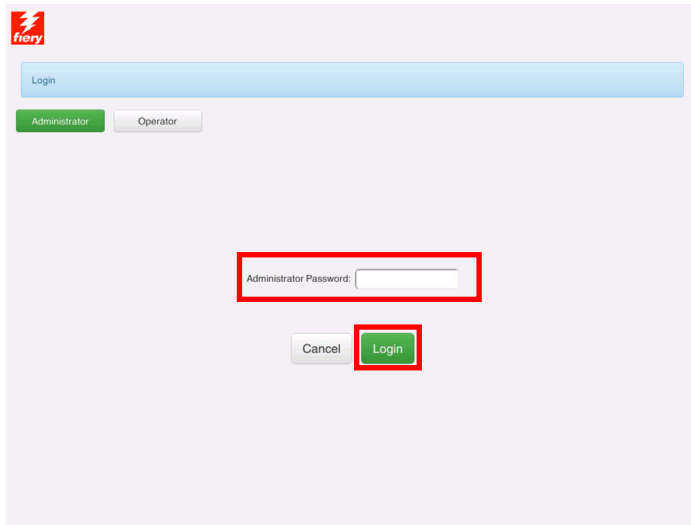 fiery
Login
Administrator Operator
Administrator Password:
Cancel Login